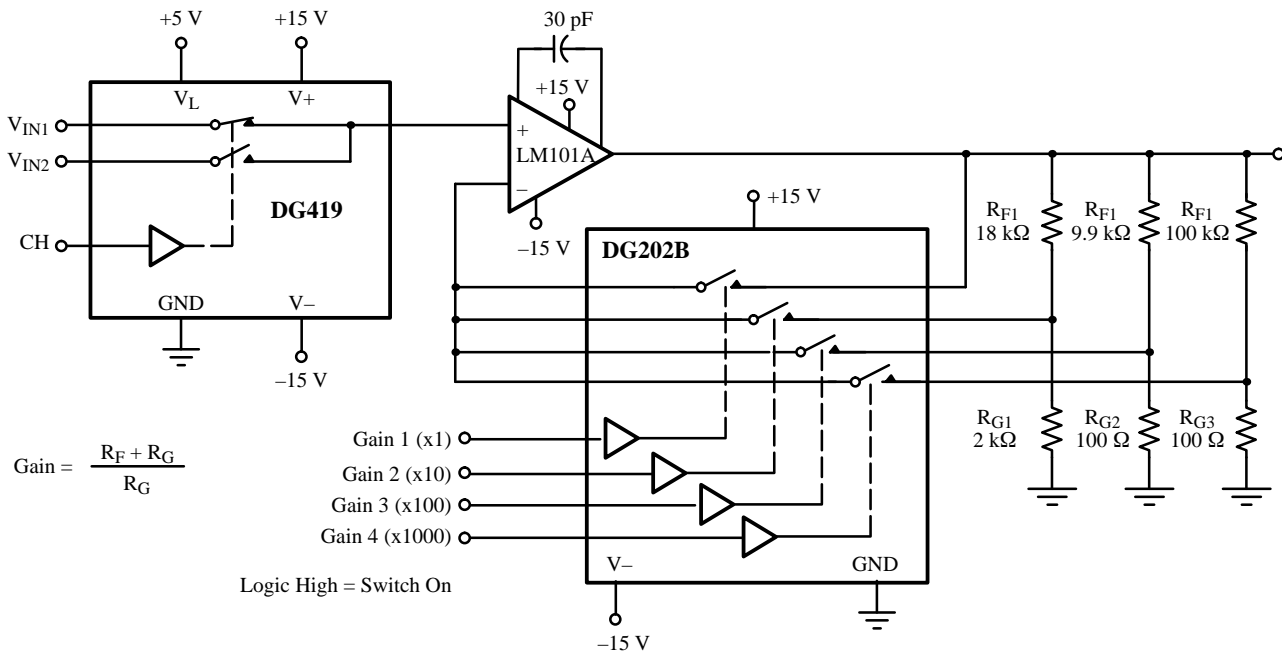 +5 V
+15 V
30 pF
V_L
V+
+15 V
V_IN1
V_IN2
+
LM101A
–
DG419
CH
–15 V
+15 V
R_F1
18 kΩ
R_F1
9.9 kΩ
R_F1
100 kΩ
DG202B
GND
V–
–15 V
Gain 1 (x1)
Gain 2 (x10)
Gain 3 (x100)
Gain 4 (x1000)
R_G1
2 kΩ
R_G2
100 Ω
R_G3
100 Ω
Gain = R_F + R_G
R_G
V–
GND
Logic High = Switch On
–15 V